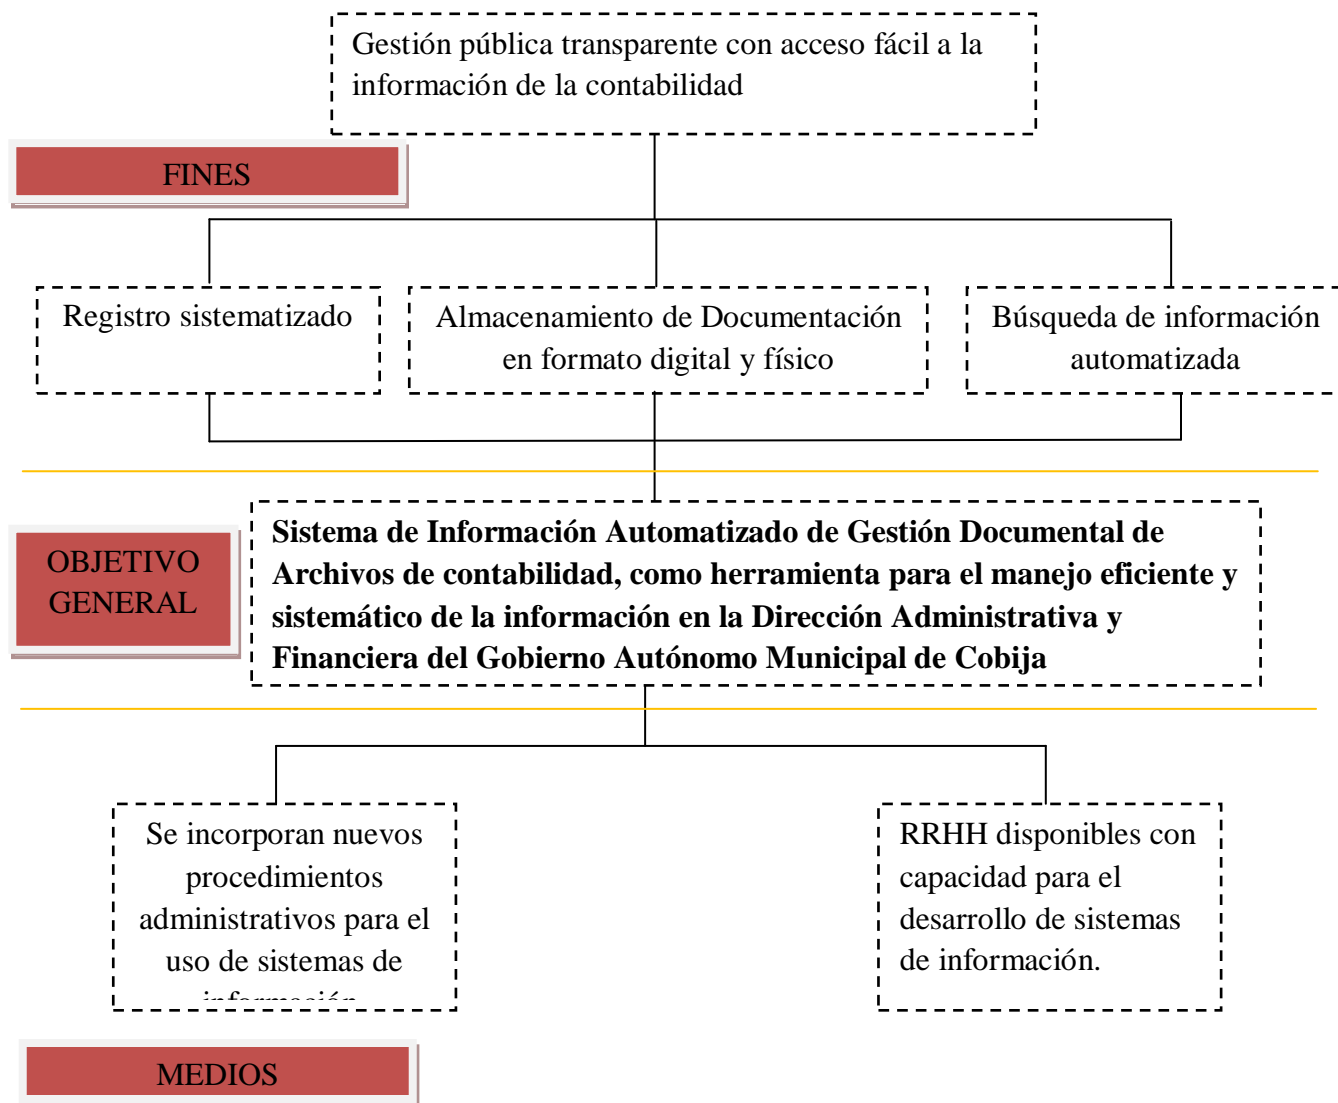 Gestión pública transparente con acceso fácil a la
información de la contabilidad
FINES
Registro sistematizado
Almacenamiento de Documentación
en formato digital y físico
Búsqueda de información
automatizada
OBJETIVO
GENERAL
Sistema de Información Automatizado de Gestión Documental de
Archivos de contabilidad, como herramienta para el manejo eficiente y
sistemático de la información en la Dirección Administrativa y
Financiera del Gobierno Autónomo Municipal de Cobija
Se incorporan nuevos
procedimientos
administrativos para el
uso de sistemas de
información
RRHH disponibles con
capacidad para el
desarrollo de sistemas
de información.
MEDIOS